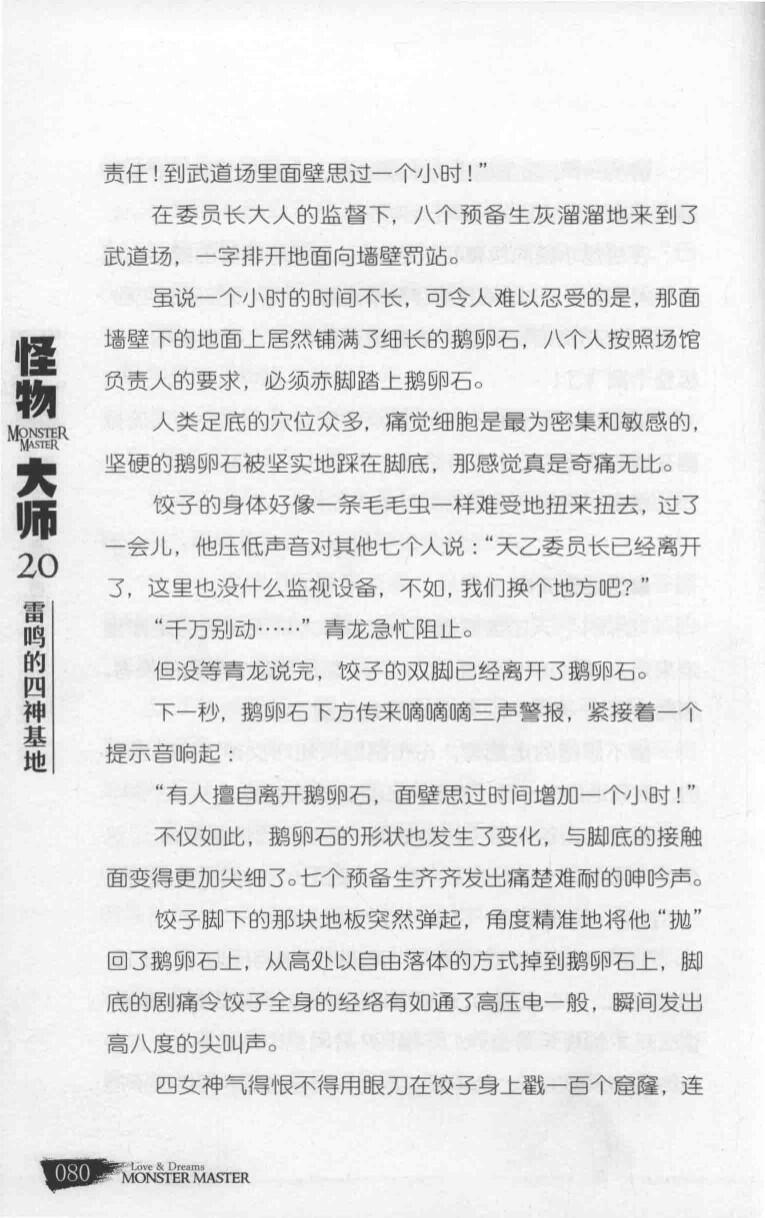 责任！到武道场里面壁思过一个小时！”
在委员长大人的监督下，八个预备生灰溜溜地来到了
武道场，一字排开地面向墙壁罚站。
虽说一个小时的时间不长，可令人难以忍受的是，那面
墙壁下的地面上居然铺满了细长的鹅卵石，八个人按照场馆
负责人的要求，必须赤脚踏上鹅卵石。
人类足底的穴位众多，痛觉细胞是最为密集和敏感的，
坚硬的鹅卵石被坚实地踩在脚底，那感觉真是奇痛无比。
饺子的身体好像一条毛毛虫一样难受地扭来扭去，过了
一会儿，他压低声音对其他七个人说：“天乙委员长已经离开
了，这里也没什么监视设备，不如，我们换个地方吧？”
“千万别动……”青龙急忙阻止。
但没等青龙说完，饺子的双脚已经离开了鹅卵石。
下一秒，鹅卵石下方传来嘀嘀嘀三声警报，紧接着一个
提示音响起：
“有人擅自离开鹅卵石，面壁思过时间增加一个小时！”
不仅如此，鹅卵石的形状也发生了变化，与脚底的接触
面变得更加尖细了。七个预备生齐齐发出痛楚难耐的呻吟声。
饺子脚下的那块地板突然弹起，角度精准地将他“抛”
回了鹅卵石上，从高处以自由落体的方式掉到鹅卵石上，脚
底的剧痛令饺子全身的经络有如通了高压电一般，瞬间发出
高八度的尖叫声。
四女神气得恨不得用眼刀在饺子身上戳一百个窟窿，连
怪物
MONSTER
MASTER
大师
20
雷鸣的四神基地
080
Love & Dreams
MONSTER MASTER